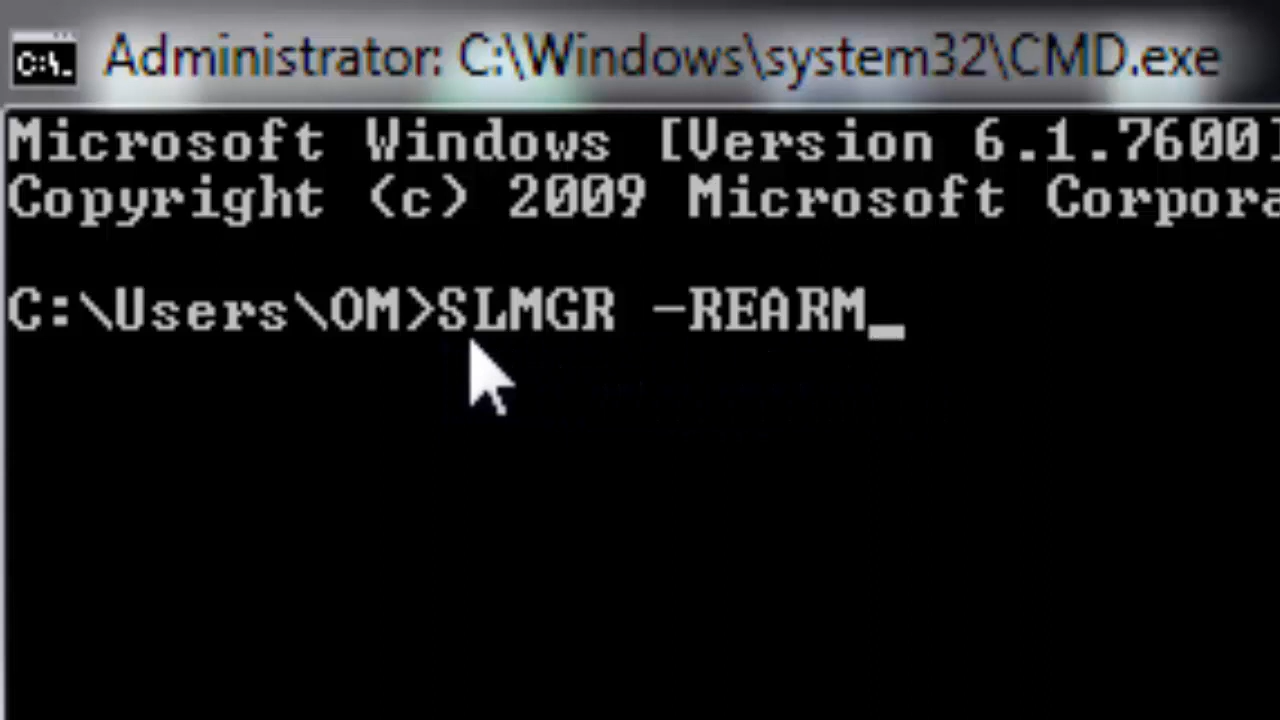 C:\.
Administrator: C:\Windows\system32\CMD.exe
Microsoft Windows [Version 6.1.7600]
Copyright (c) 2009 Microsoft Corpora
C:\Users\OM>SLMGR -REARM_